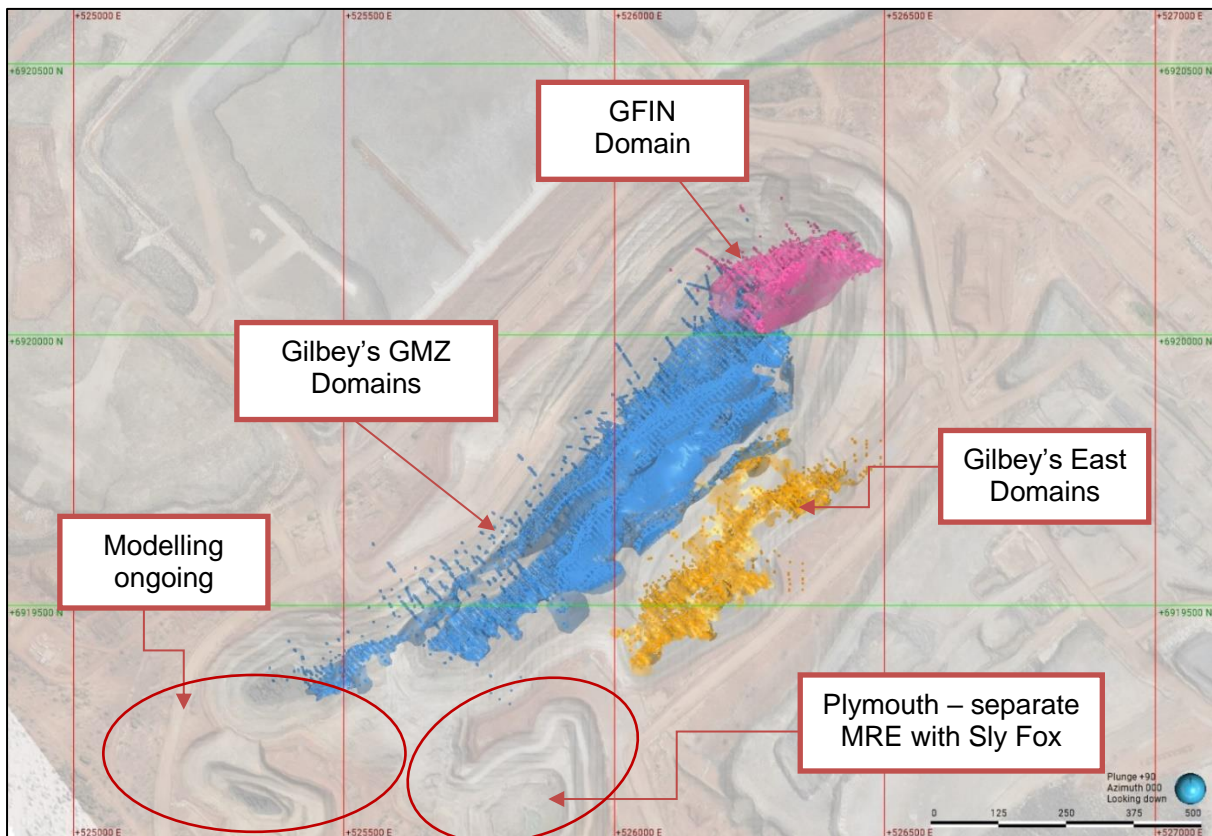 +525000 E
+525500 E
+526000 E
+526500 E
+527000 E
+6920500 N
+6920500 N
GFIN
Domain
+6920000 N
+6920000 N
Gilbey's GMZ
Domains
Gilbey's East
Domains
Modelling
ongoing
+6919500 N
+6919500 N
Plymouth – separate
MRE with Sly Fox
Plunge +90
Azimuth 000
Looking down
0 125 250 375 500
+525000 E
+525500 E
+526000 E
+526500 E
+527000 E